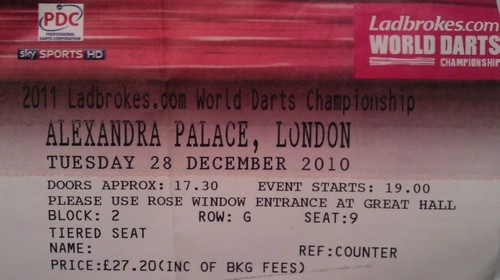 PDC
PROFESSIONAL
DARTS CORPORATION
sky SPORTS HD
Ladbrokes.com
WORLD DARTS
CHAMPIONSHIP
2011 Ladbrokes.com World Darts Championship
ALEXANDRA PALACE, LONDON
TUESDAY 28 DECEMBER 2010
DOORS APPROX: 17.30 EVENT STARTS: 19.00
PLEASE USE ROSE WINDOW ENTRANCE AT GREAT HALL
BLOCK: 2 ROW: G SEAT:9
TIERED SEAT
NAME: REF:COUNTER
PRICE:£27.20(INC OF BKG FEES)